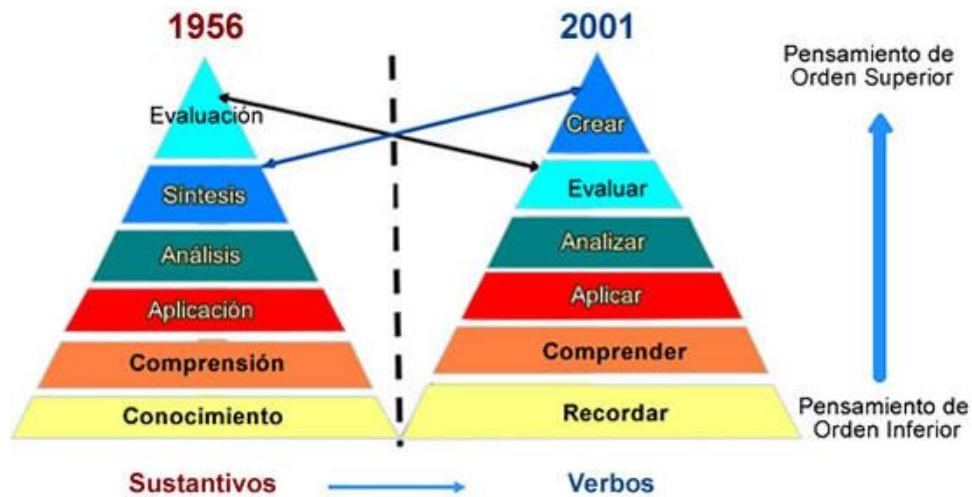 1956
Evaluación
Síntesis
Análisis
Aplicación
Comprensión
Conocimiento
Sustantivos
2001
Crear
Evaluar
Analizar
Aplicar
Comprender
Recordar
Verbos
Pensamiento de
Orden Superior
Pensamiento de
Orden Inferior